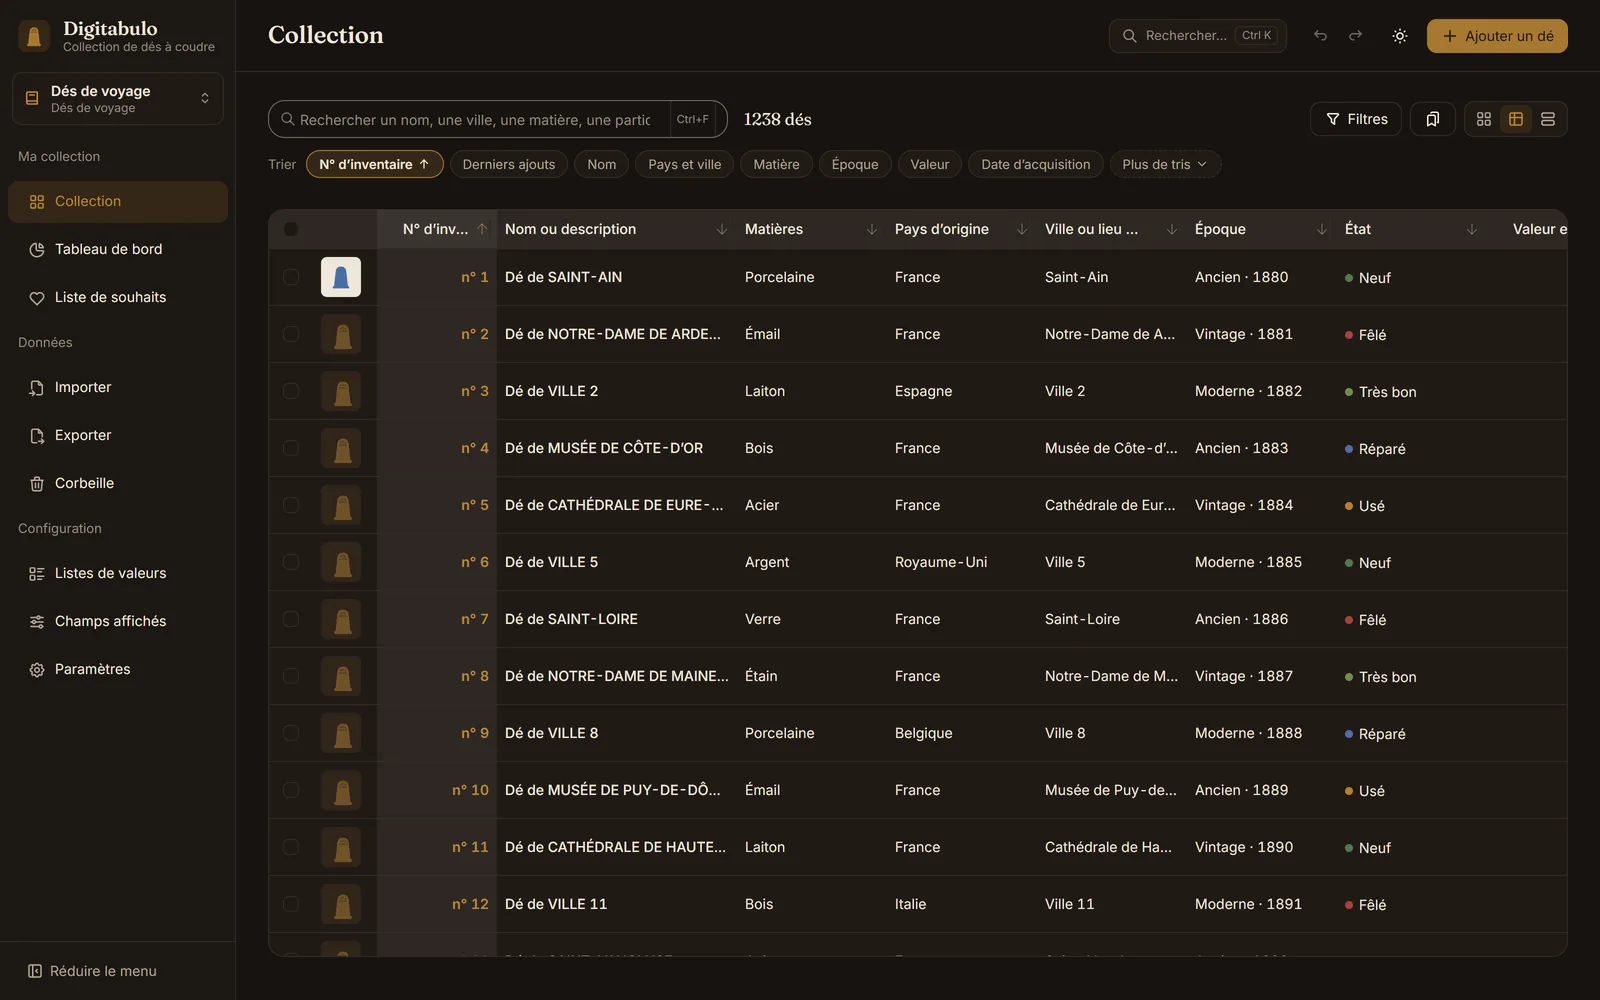 Digitabulo
Collection de dés à coudre
Dés de voyage
Dés de voyage
Ma collection
Collection
Tableau de bord
Liste de souhaits
Données
Importer
Exporter
Corbeille
Configuration
Listes de valeurs
Champs affichés
Paramètres
Réduire le menu
Collection
Rechercher... Ctrl K
Ajouter un dé
Rechercher un nom, une ville, une matière, une partic Ctrl+F
1238 dés
Filtres
Trier N° d’inventaire ↑ Derniers ajouts Nom Pays et ville Matière Époque Valeur Date d’acquisition Plus de tris
N° d’inv... ↑ Nom ou description ↓ Matières ↓ Pays d’origine ↓ Ville ou lieu ... ↓ Époque ↓ État ↓ Valeur e
n° 1 Dé de SAINT-AIN Porcelaine France Saint-Ain Ancien · 1880 Neuf
n° 2 Dé de NOTRE-DAME DE ARDE... Émail France Notre-Dame de A... Vintage · 1881 Fêlé
n° 3 Dé de VILLE 2 Laiton Espagne Ville 2 Moderne · 1882 Très bon
n° 4 Dé de MUSÉE DE CÔTE-D’OR Bois France Musée de Côte-d’... Ancien · 1883 Réparé
n° 5 Dé de CATHÉDRALE DE EURE-... Acier France Cathédrale de Eur... Vintage · 1884 Usé
n° 6 Dé de VILLE 5 Argent Royaume-Uni Ville 5 Moderne · 1885 Neuf
n° 7 Dé de SAINT-LOIRE Verre France Saint-Loire Ancien · 1886 Fêlé
n° 8 Dé de NOTRE-DAME DE MAINE... Étain France Notre-Dame de M... Vintage · 1887 Très bon
n° 9 Dé de VILLE 8 Porcelaine Belgique Ville 8 Moderne · 1888 Réparé
n° 10 Dé de MUSÉE DE PUY-DE-DÔ... Émail France Musée de Puy-de... Ancien · 1889 Usé
n° 11 Dé de CATHÉDRALE DE HAUTE... Laiton France Cathédrale de Ha... Vintage · 1890 Neuf
n° 12 Dé de VILLE 11 Bois Italie Ville 11 Moderne · 1891 Fêlé